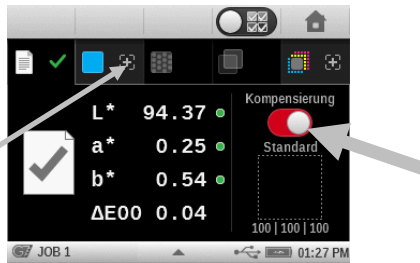 L* 94.37
a* 0.25
b* 0.54
ΔE00 0.04
Kompensierung
Standard
100 | 100 | 100
JOB 1
01:27 PM